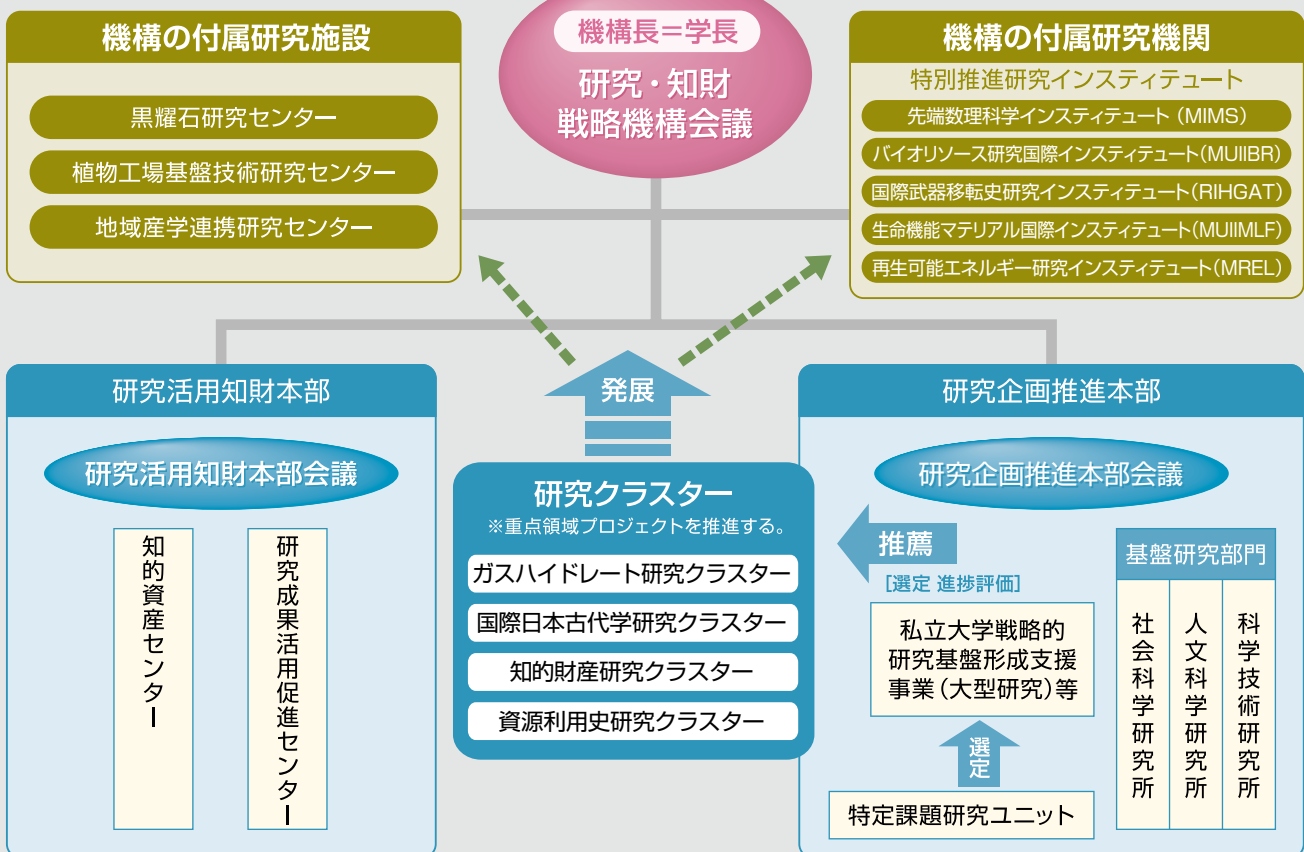 機構の付属研究施設
黒耀石研究センター
植物工場基盤技術研究センター
地域産学連携研究センター
機構長＝学長
研究・知財
戦略機構会議
機構の付属研究機関
特別推進研究インスティテュート
先端数理科学インスティテュート（MIMS）
バイオリソース研究国際インスティテュート(MUIIBR)
国際武器移転史研究インスティテュート(RIHGAT)
生命機能マテリアル国際インスティテュート(MUIIMLF)
再生可能エネルギー研究インスティテュート(MREL)
研究活用知財本部
研究活用知財本部会議
知的資産センター
研究成果活用促進センター
発展
研究クラスター
※重点領域プロジェクトを推進する。
ガスハイドレート研究クラスター
国際日本古代学研究クラスター
知的財産研究クラスター
資源利用史研究クラスター
研究企画推進本部
研究企画推進本部会議
推薦
［選定 進捗評価］
私立大学戦略的
研究基盤形成支援
事業（大型研究）等
選定
特定課題研究ユニット
基盤研究部門
社会科学研究所
人文科学研究所
科学技術研究所